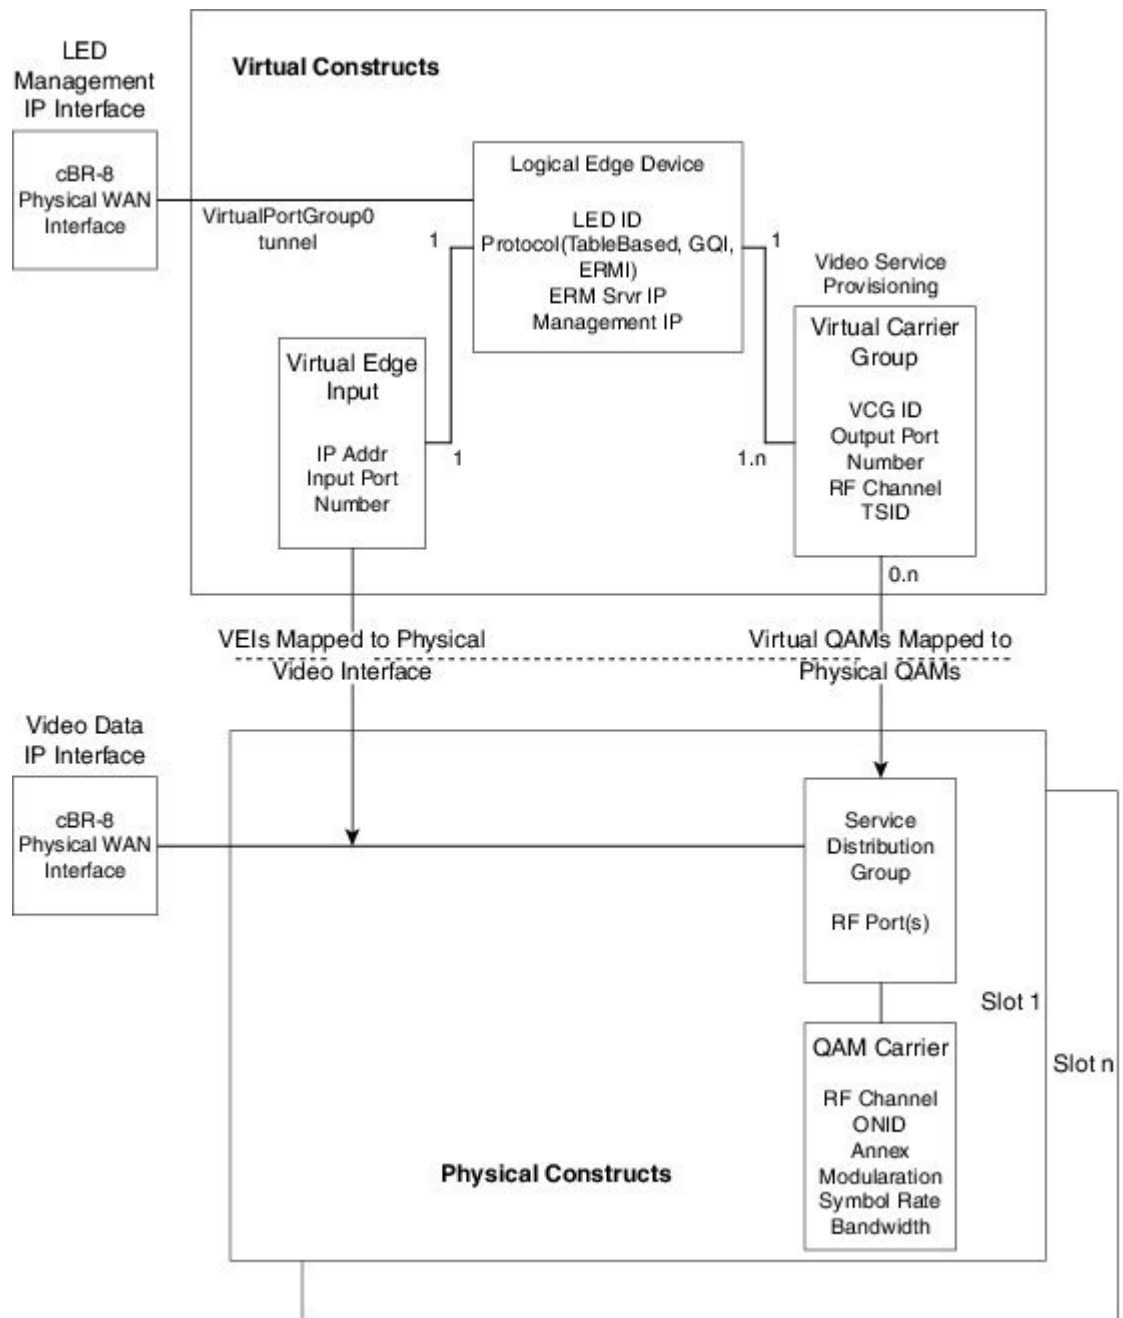 LED
Management
IP Interface
cBR-8
Physical WAN
Interface
Virtual Constructs
VirtualPortGroup0
tunnel
Logical Edge Device
LED ID
Protocol(TableBased, GQI,
ERMI)
ERM Srvr IP
Management IP
1
1
Virtual Edge
Input
IP Addr
Input Port
Number
1
Video Service
Provisioning
Virtual Carrier
Group
VCG ID
Output Port
Number
RF Channel
TSID
1.n
0.n
VEIs Mapped to Physical
Video Interface
Virtual QAMs Mapped to
Physical QAMs
Video Data
IP Interface
cBR-8
Physical WAN
Interface
Service
Distribution
Group
RF Port(s)
Slot 1
QAM Carrier
RF Channel
ONID
Annex
Modularation
Symbol Rate
Bandwidth
Slot n
Physical Constructs